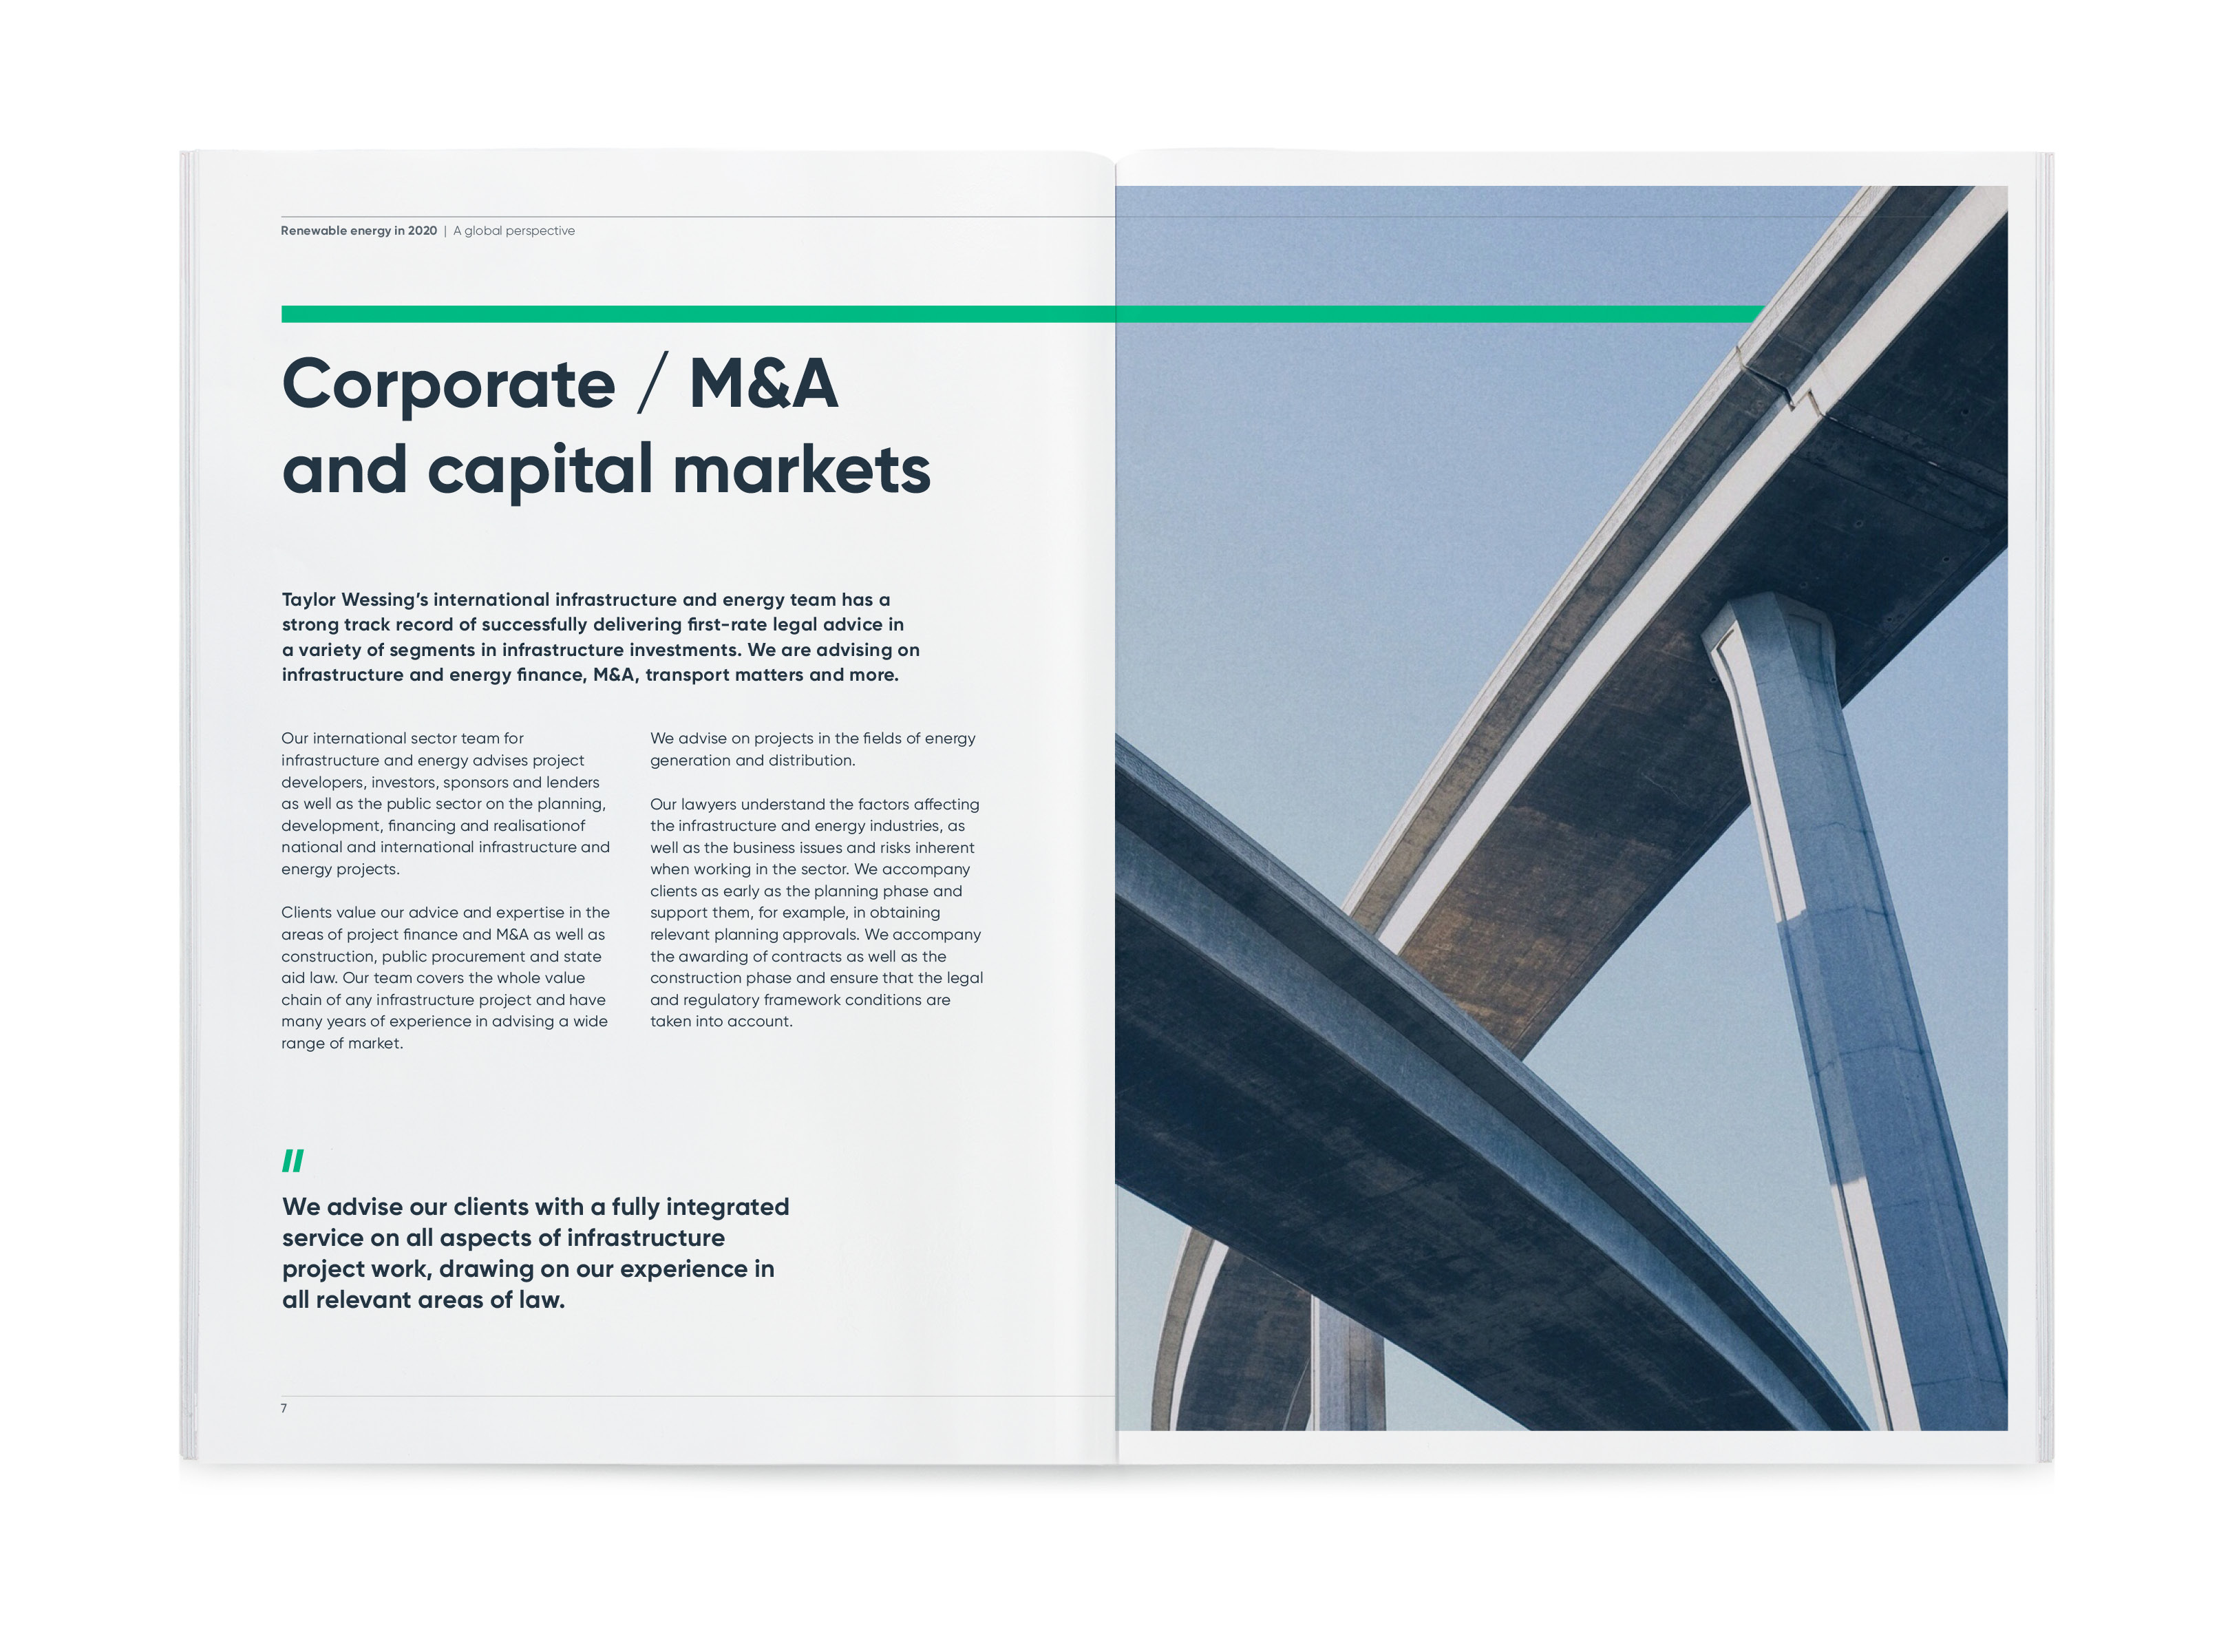 Renewable energy in 2020 | A global perspective
Corporate / M&A
and capital markets
Taylor Wessing’s international infrastructure and energy team has a
strong track record of successfully delivering first-rate legal advice in
a variety of segments in infrastructure investments. We are advising on
infrastructure and energy finance, M&A, transport matters and more.
Our international sector team for
infrastructure and energy advises project
developers, investors, sponsors and lenders
as well as the public sector on the planning,
development, financing and realisationof
national and international infrastructure and
energy projects.
Clients value our advice and expertise in the
areas of project finance and M&A as well as
construction, public procurement and state
aid law. Our team covers the whole value
chain of any infrastructure project and have
many years of experience in advising a wide
range of market.
We advise on projects in the fields of energy
generation and distribution.
Our lawyers understand the factors affecting
the infrastructure and energy industries, as
well as the business issues and risks inherent
when working in the sector. We accompany
clients as early as the planning phase and
support them, for example, in obtaining
relevant planning approvals. We accompany
the awarding of contracts as well as the
construction phase and ensure that the legal
and regulatory framework conditions are
taken into account.
"
We advise our clients with a fully integrated
service on all aspects of infrastructure
project work, drawing on our experience in
all relevant areas of law.
7